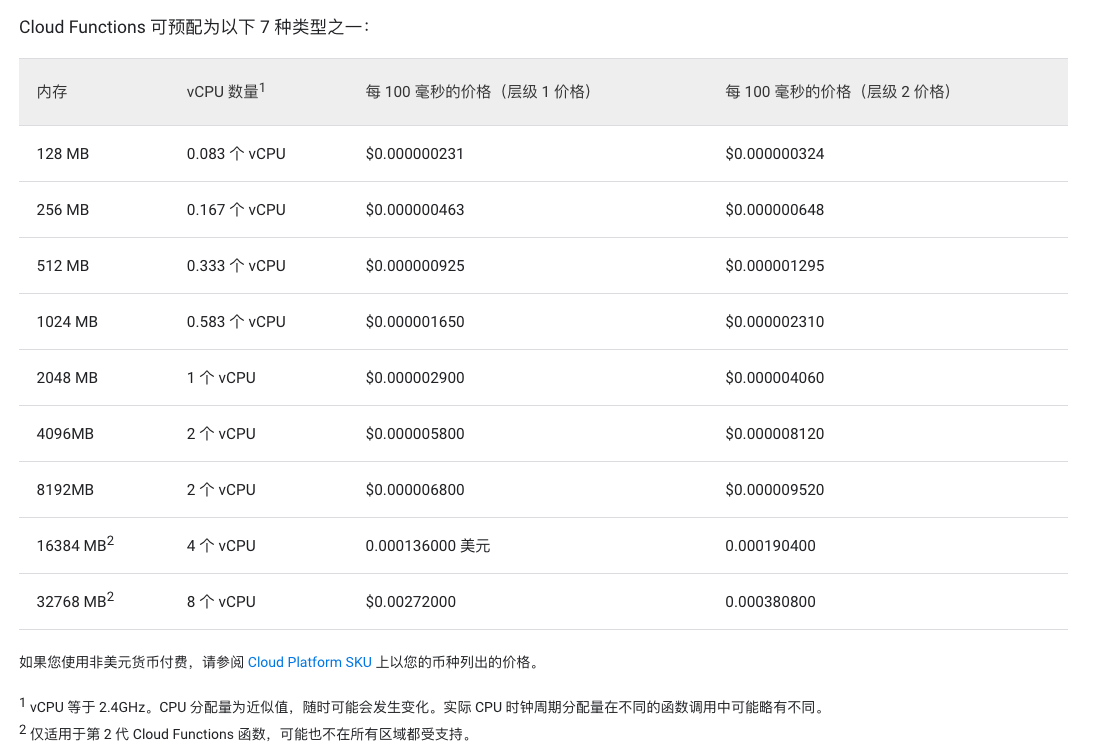 Cloud Functions 可预配为以下 7 种类型之一：
内存 vCPU 数量1 每 100 毫秒的价格（层级 1 价格） 每 100 毫秒的价格（层级 2 价格）
128 MB 0.083 个 vCPU $0.000000231 $0.000000324
256 MB 0.167 个 vCPU $0.000000463 $0.000000648
512 MB 0.333 个 vCPU $0.000000925 $0.000001295
1024 MB 0.583 个 vCPU $0.000001650 $0.000002310
2048 MB 1 个 vCPU $0.000002900 $0.000004060
4096MB 2 个 vCPU $0.000005800 $0.000008120
8192MB 2 个 vCPU $0.000006800 $0.000009520
16384 MB2 4 个 vCPU 0.000136000 美元 0.000190400
32768 MB2 8 个 vCPU $0.00272000 0.000380800
如果您使用非美元货币付费，请参阅 Cloud Platform SKU 上以您的币种列出的价格。
1 vCPU 等于 2.4GHz。CPU 分配量为近似值，随时可能会发生变化。实际 CPU 时钟周期分配量在不同的函数调用中可能略有不同。
2 仅适用于第 2 代 Cloud Functions 函数，可能也不在所有区域都受支持。